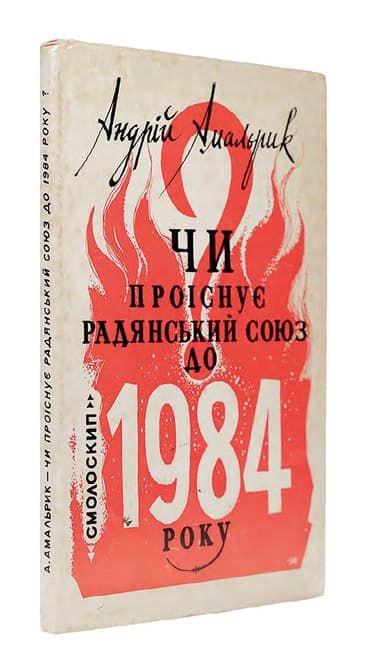 А. АМАЛЬРИК — ЧИ ПРОІСНУЄ РАДЯНСЬКИЙ СОЮЗ ДО 1984 РОКУ ?
Андрій Амальрик
ЧИ
ПРОІСНУЄ
РАДЯНСЬКИЙ СОЮЗ
ДО
1984
РОКУ
СМОЛОСКИП